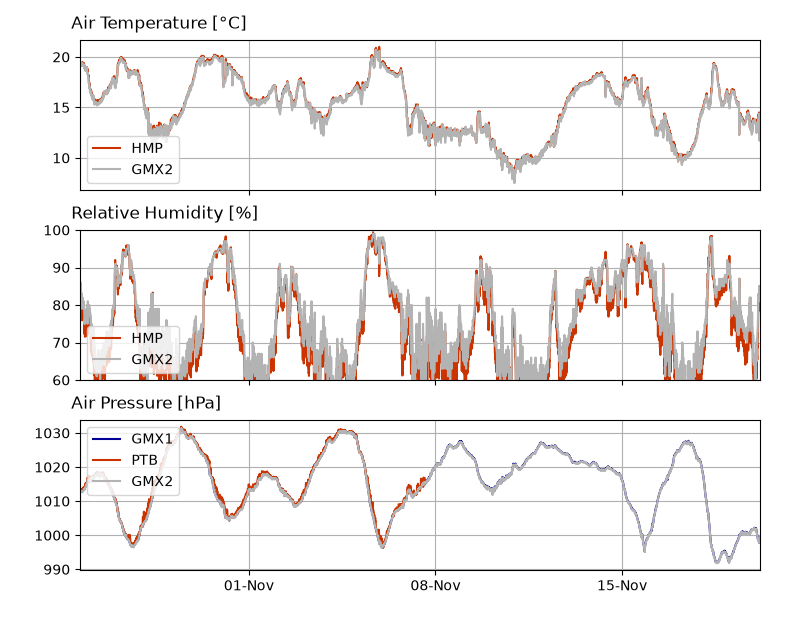 Air Temperature [°C]
20
15
10
HMP
GMX2
Relative Humidity [%]
100
90
80
70
60
HMP
GMX2
Air Pressure [hPa]
1030
1020
1010
1000
990
GMX1
PTB
GMX2
01-Nov
08-Nov
15-Nov